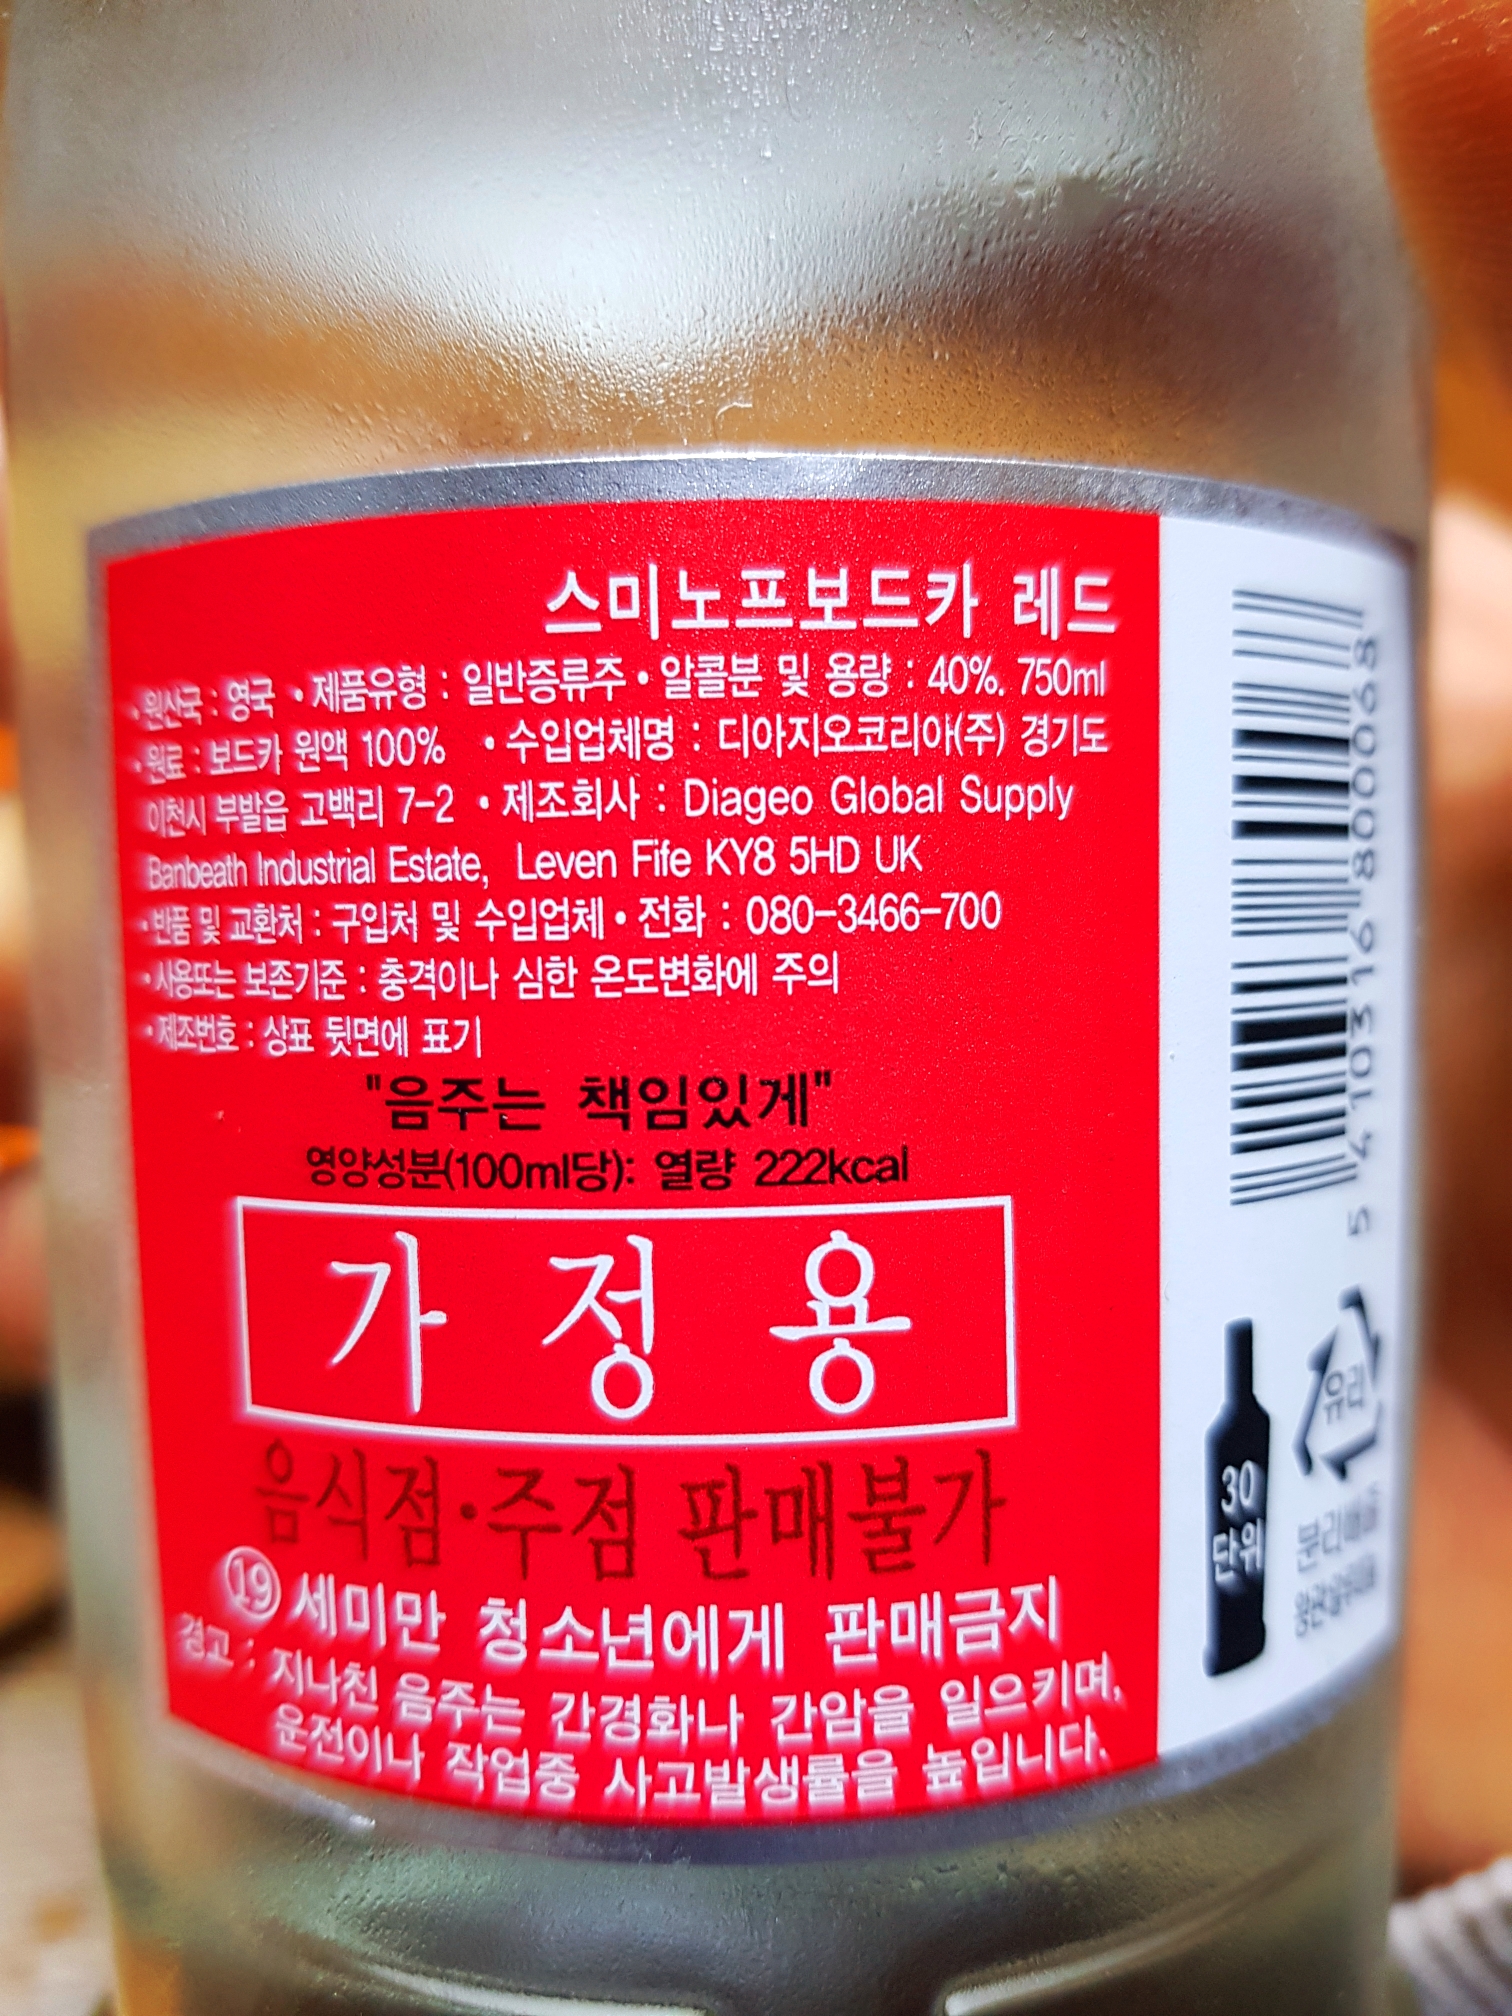 스미노프보드카 레드
• 원산국 : 영국 • 제품유형 : 일반증류주 • 알콜분 및 용량 : 40%, 750ml
• 원료 : 보드카 원액 100% • 수입업체명 : 디아지오코리아(주) 경기도
이천시 부발읍 고백리 7-2 • 제조회사 : Diageo Global Supply
Banbeath Industrial Estate, Leven Fife KY8 5HD UK
• 반품 및 교환처 : 구입처 및 수입업체 • 전화 : 080-3466-700
• 사용또는 보존기준 : 충격이나 심한 온도변화에 주의
• 제조번호 : 상표 뒷면에 표기
"음주는 책임있게"
영양성분(100ml당): 열량 222kcal
가 정 용
음식점·주점 판매불가
19 세미만 청소년에게 판매금지
경고 : 지나친 음주는 간경화나 간암을 일으키며,
운전이나 작업중 사고발생률을 높입니다.
5 410316 800068
30
단위
유리
분리배출